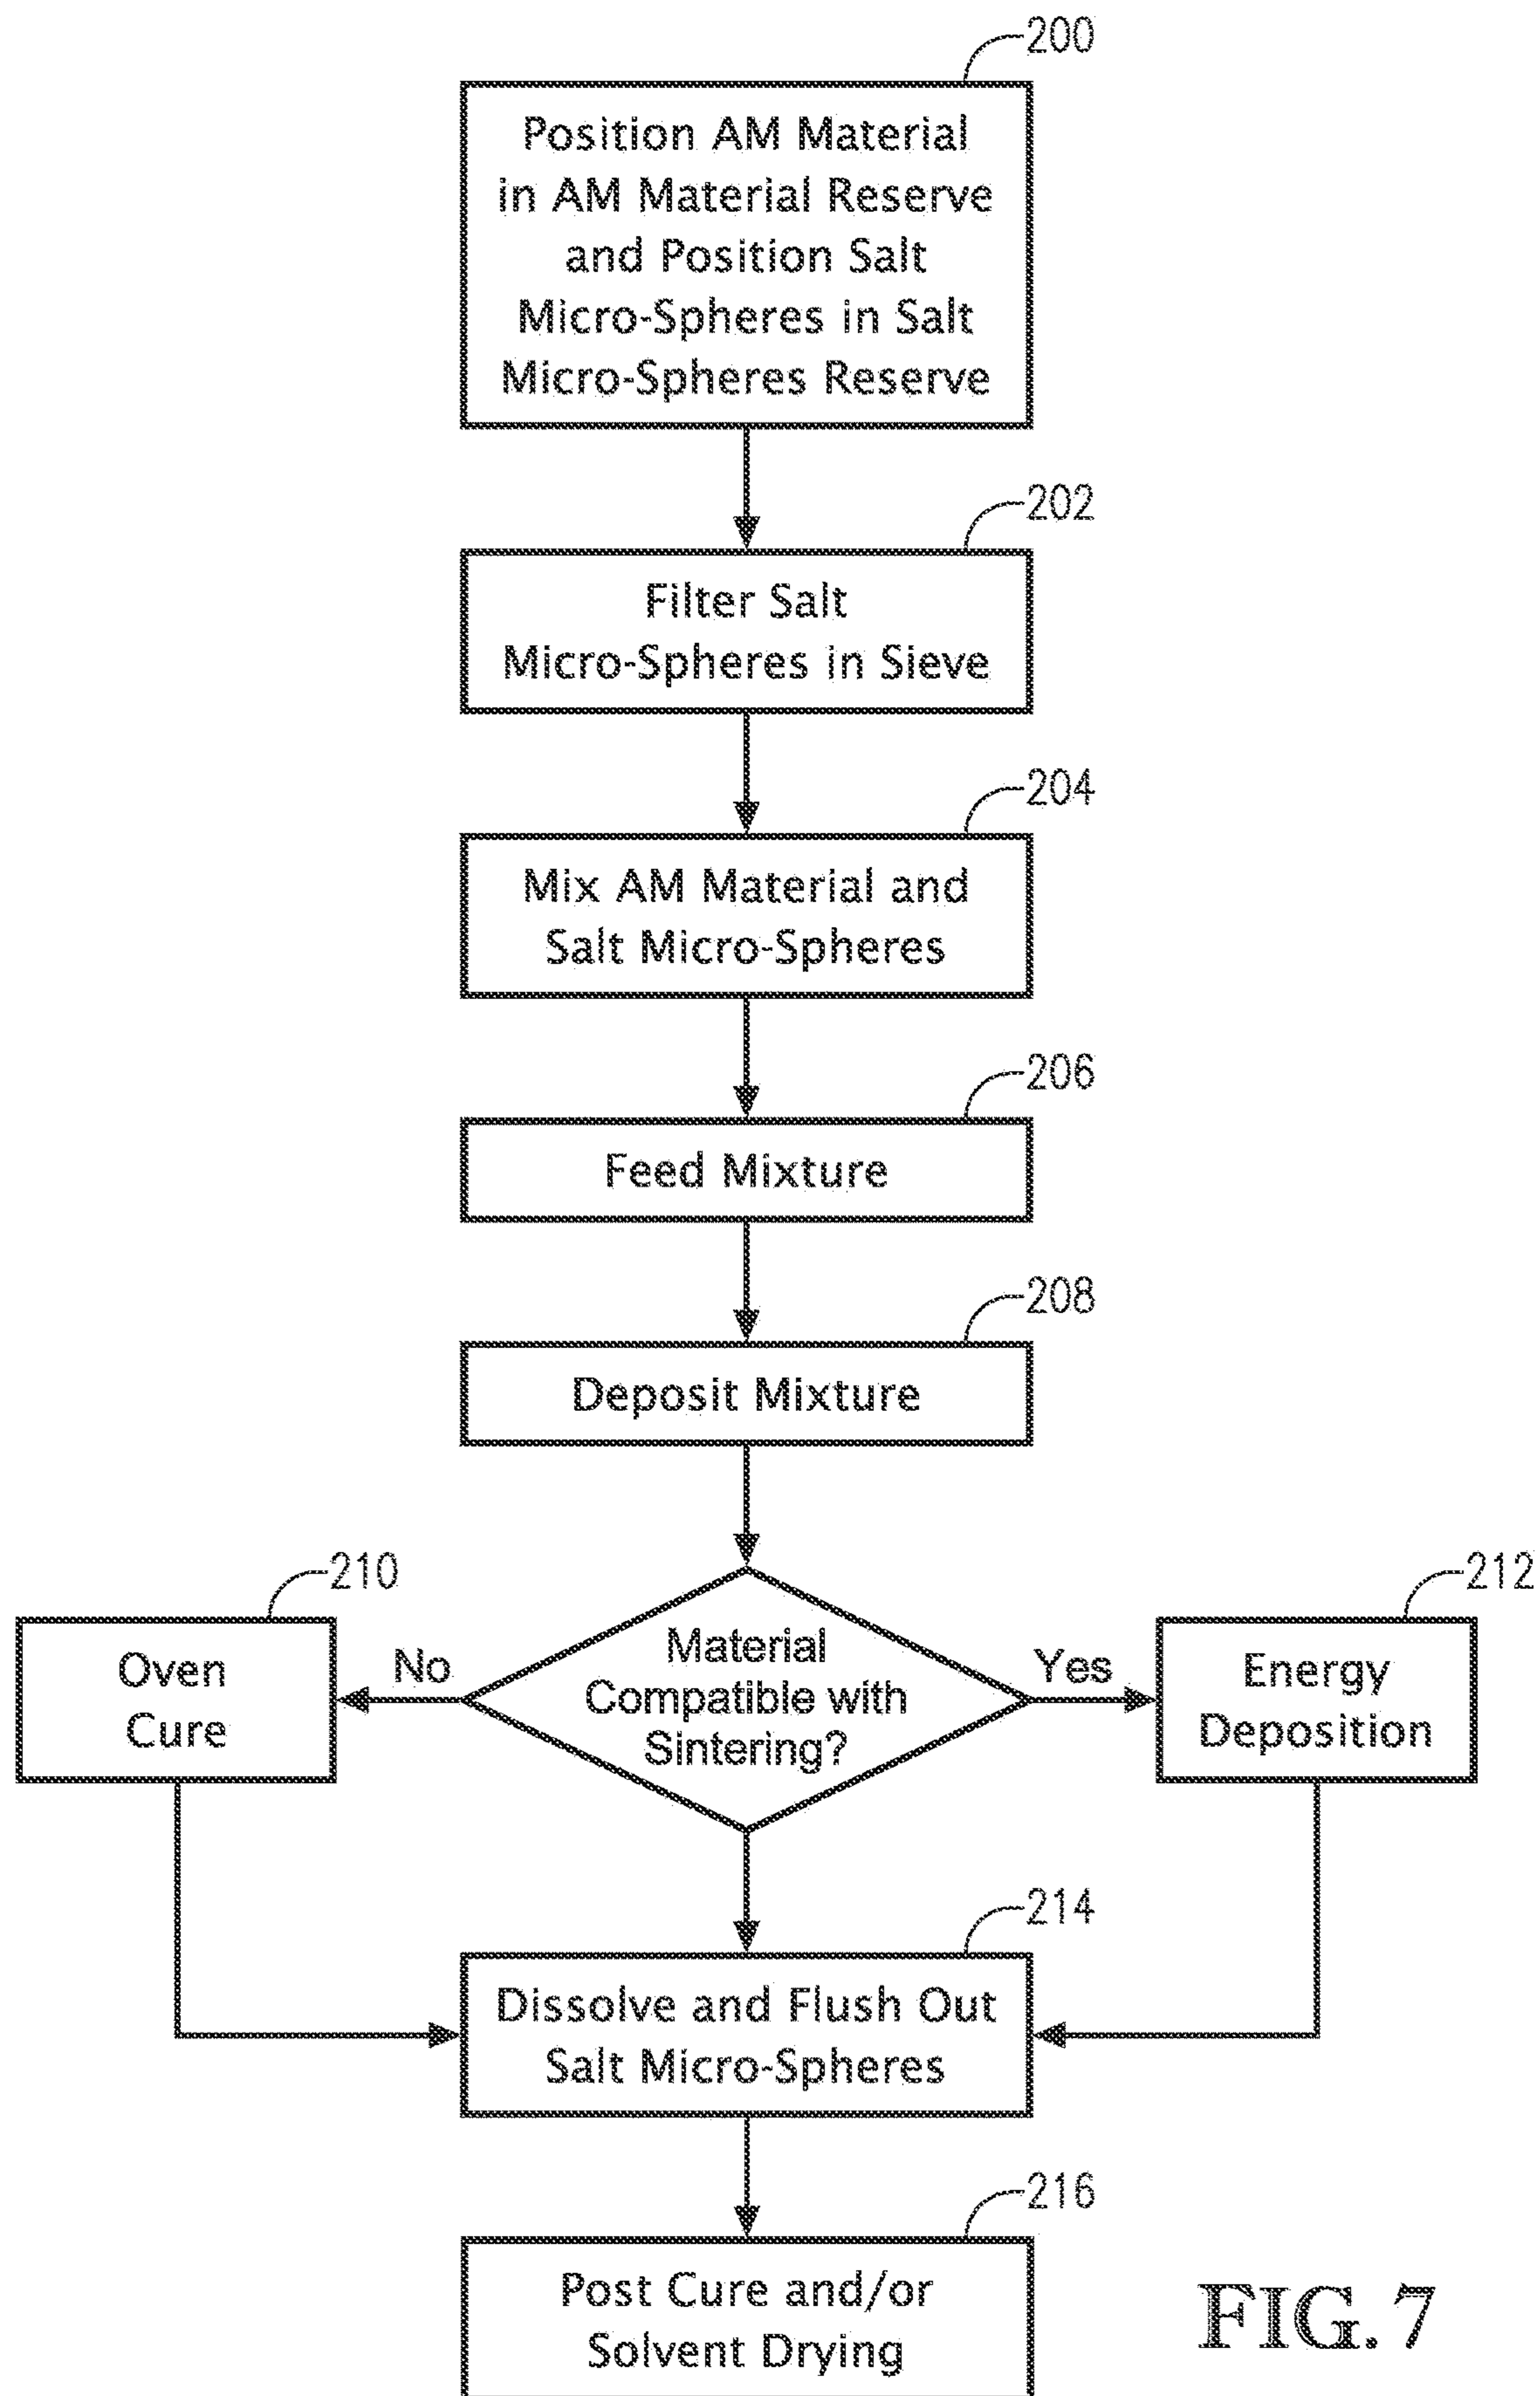 200
Position AM Material
in AM Material Reserve
and Position Salt
Micro-Spheres in Salt
Micro-Spheres Reserve
202
Filter Salt
Micro-Spheres in Sieve
204
Mix AM Material and
Salt Micro-Spheres
206
Feed Mixture
208
Deposit Mixture
210
Oven
Cure
No
Material
Compatible with
Sintering?
Yes
212
Energy
Deposition
214
Dissolve and Flush Out
Salt Micro-Spheres
216
Post Cure and/or
Solvent Drying
FIG. 7